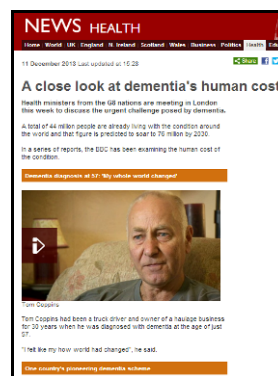 NEWS HEALTH
Home World UK England N. Ireland Scotland Wales Business Politics Health Edu
11 December 2013 Last updated at 15:28
Share
A close look at dementia's human cost
Health ministers from the G8 nations are meeting in London
this week to discuss the urgent challenge posed by dementia.
A total of 44 million people are already living with the condition around
the world and that figure is predicted to soar to 76 million by 2030.
In a series of reports, the BBC has been examining the human cost of
the condition.
Dementia diagnosis at 57: 'My whole world changed'
Tom Coppins
Tom Coppins had been a truck driver and owner of a haulage business
for 30 years when he was diagnosed with dementia at the age of just
57.
"I felt like my how world had changed", he said.
One country's pioneering dementia scheme